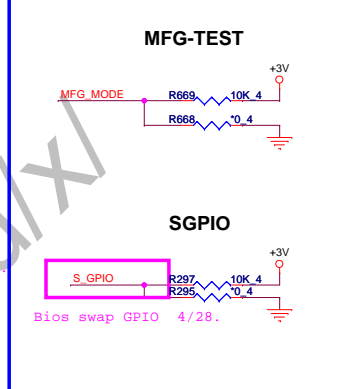 MFG-TEST
+3V
MFG_MODE R669 10K_4
R668 *0_4
SGPIO
+3V
S_GPIO R297 10K_4
R295 *0_4
Bios swap GPIO 4/28.